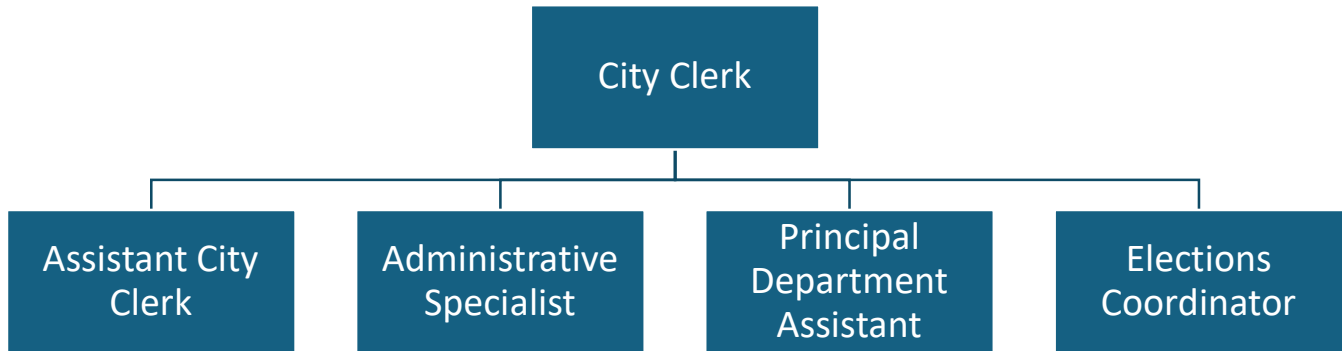 City Clerk
Assistant City
Clerk
Administrative
Specialist
Principal
Department
Assistant
Elections
Coordinator